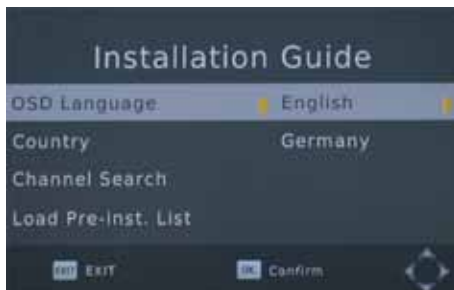 Installation Guide
OSD Language English
Country Germany
Channel Search
Load Pre-inst. List
EXIT EXIT OK Confirm